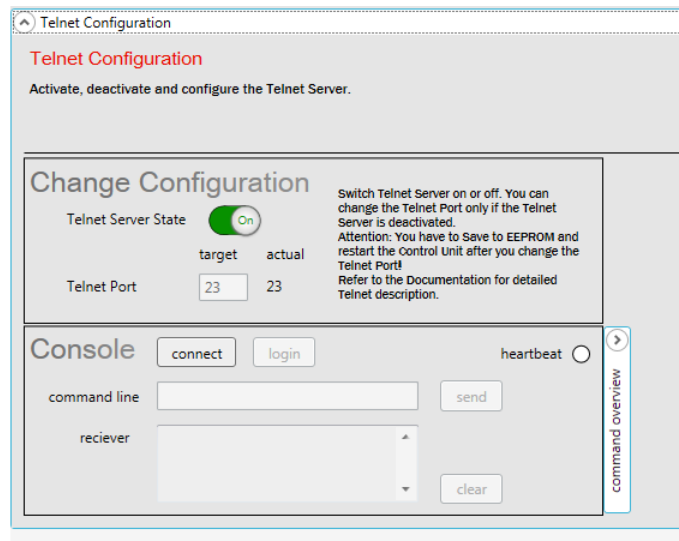 Telnet Configuration
Telnet Configuration
Activate, deactivate and configure the Telnet Server.
Change Configuration
Telnet Server State
On
target
actual
Telnet Port
23
23
Switch Telnet Server on or off. You can
change the Telnet Port only if the Telnet
Server is deactivated.
Attention: You have to Save to EEPROM and
restart the Control Unit after you change the
Telnet Port!
Refer to the Documentation for detailed
Telnet description.
Console
connect
login
heartbeat
command line
send
reciever
clear
command overview